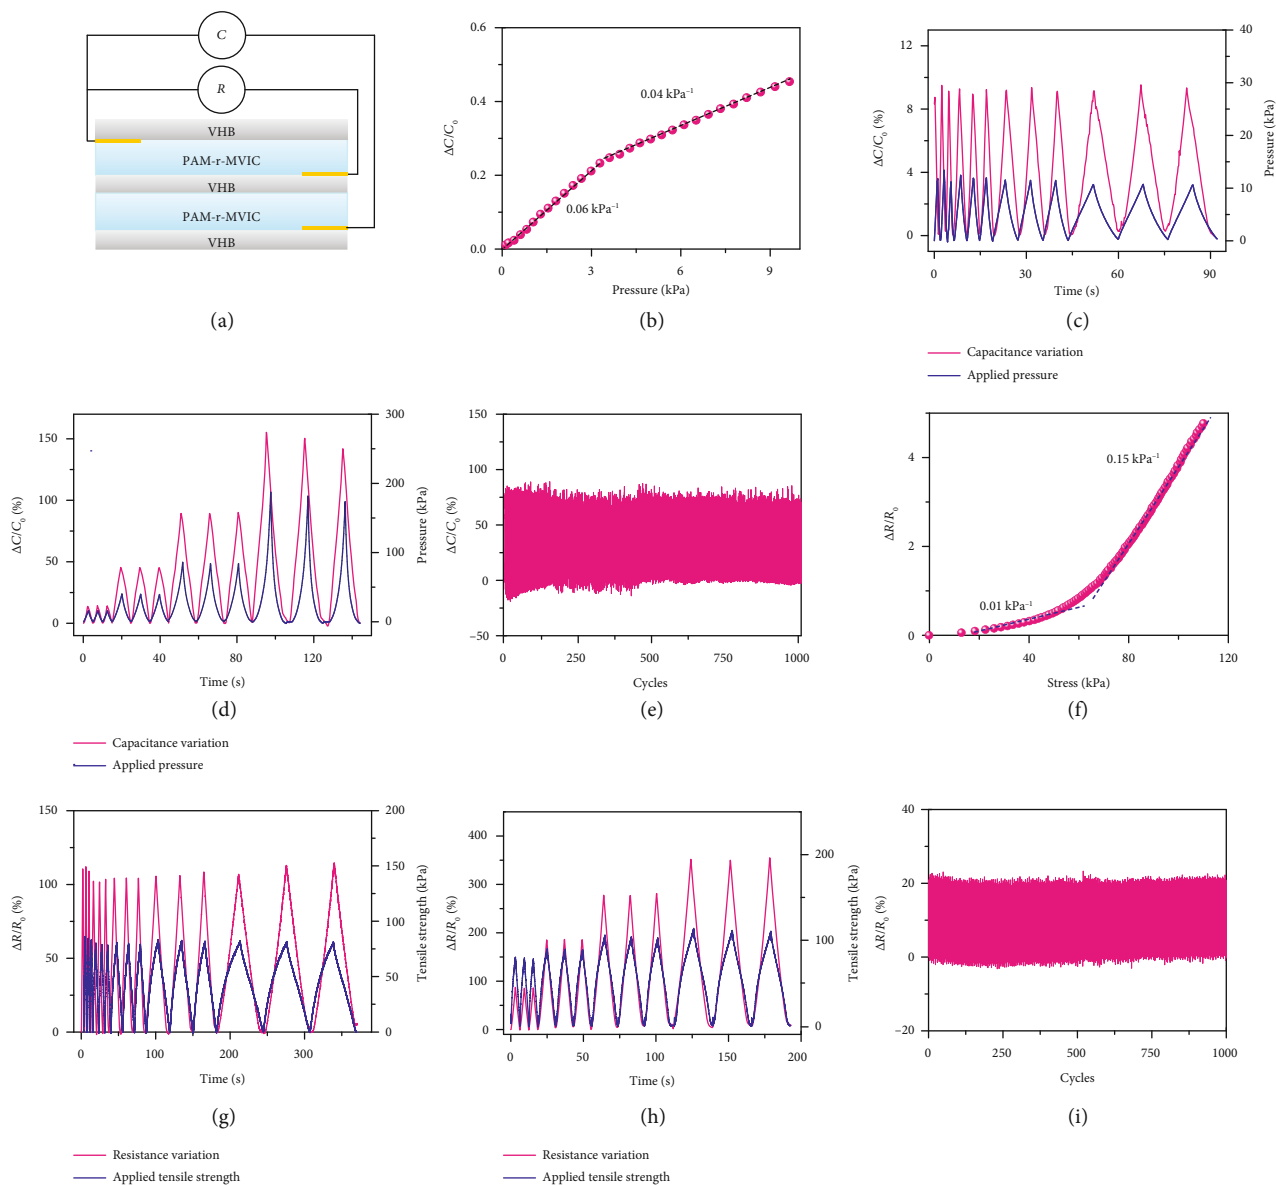 C
R
VHB
PAM-r-MVIC
VHB
PAM-r-MVIC
VHB
(a)
0.6
0.4
0.2
0.0
ΔC/C₀
0.04 kPa⁻¹
0.06 kPa⁻¹
0 3 6 9
Pressure (kPa)
(b)
12
8
4
0
ΔC/C₀ (%)
40
30
20
10
0
Pressure (kPa)
0 30 60 90
Time (s)
(c)
Capacitance variation
Applied pressure
150
100
50
0
ΔC/C₀ (%)
300
200
100
0
Pressure (kPa)
0 40 80 120
Time (s)
(d)
Capacitance variation
Applied pressure
150
100
50
0
−50
ΔC/C₀ (%)
0 250 500 750 1000
Cycles
(e)
4
2
0
ΔR/R₀
0.15 kPa⁻¹
0.01 kPa⁻¹
0 40 80 120
Stress (kPa)
(f)
150
100
50
0
ΔR/R₀ (%)
200
150
100
50
0
Tensile strength (kPa)
0 100 200 300
Time (s)
(g)
Resistance variation
Applied tensile strength
400
350
300
250
200
150
100
50
0
ΔR/R₀ (%)
200
100
0
Tensile strength (kPa)
0 50 100 150 200
Time (s)
(h)
Resistance variation
Applied tensile strength
40
20
0
−20
ΔR/R₀ (%)
0 250 500 750 1000
Cycles
(i)